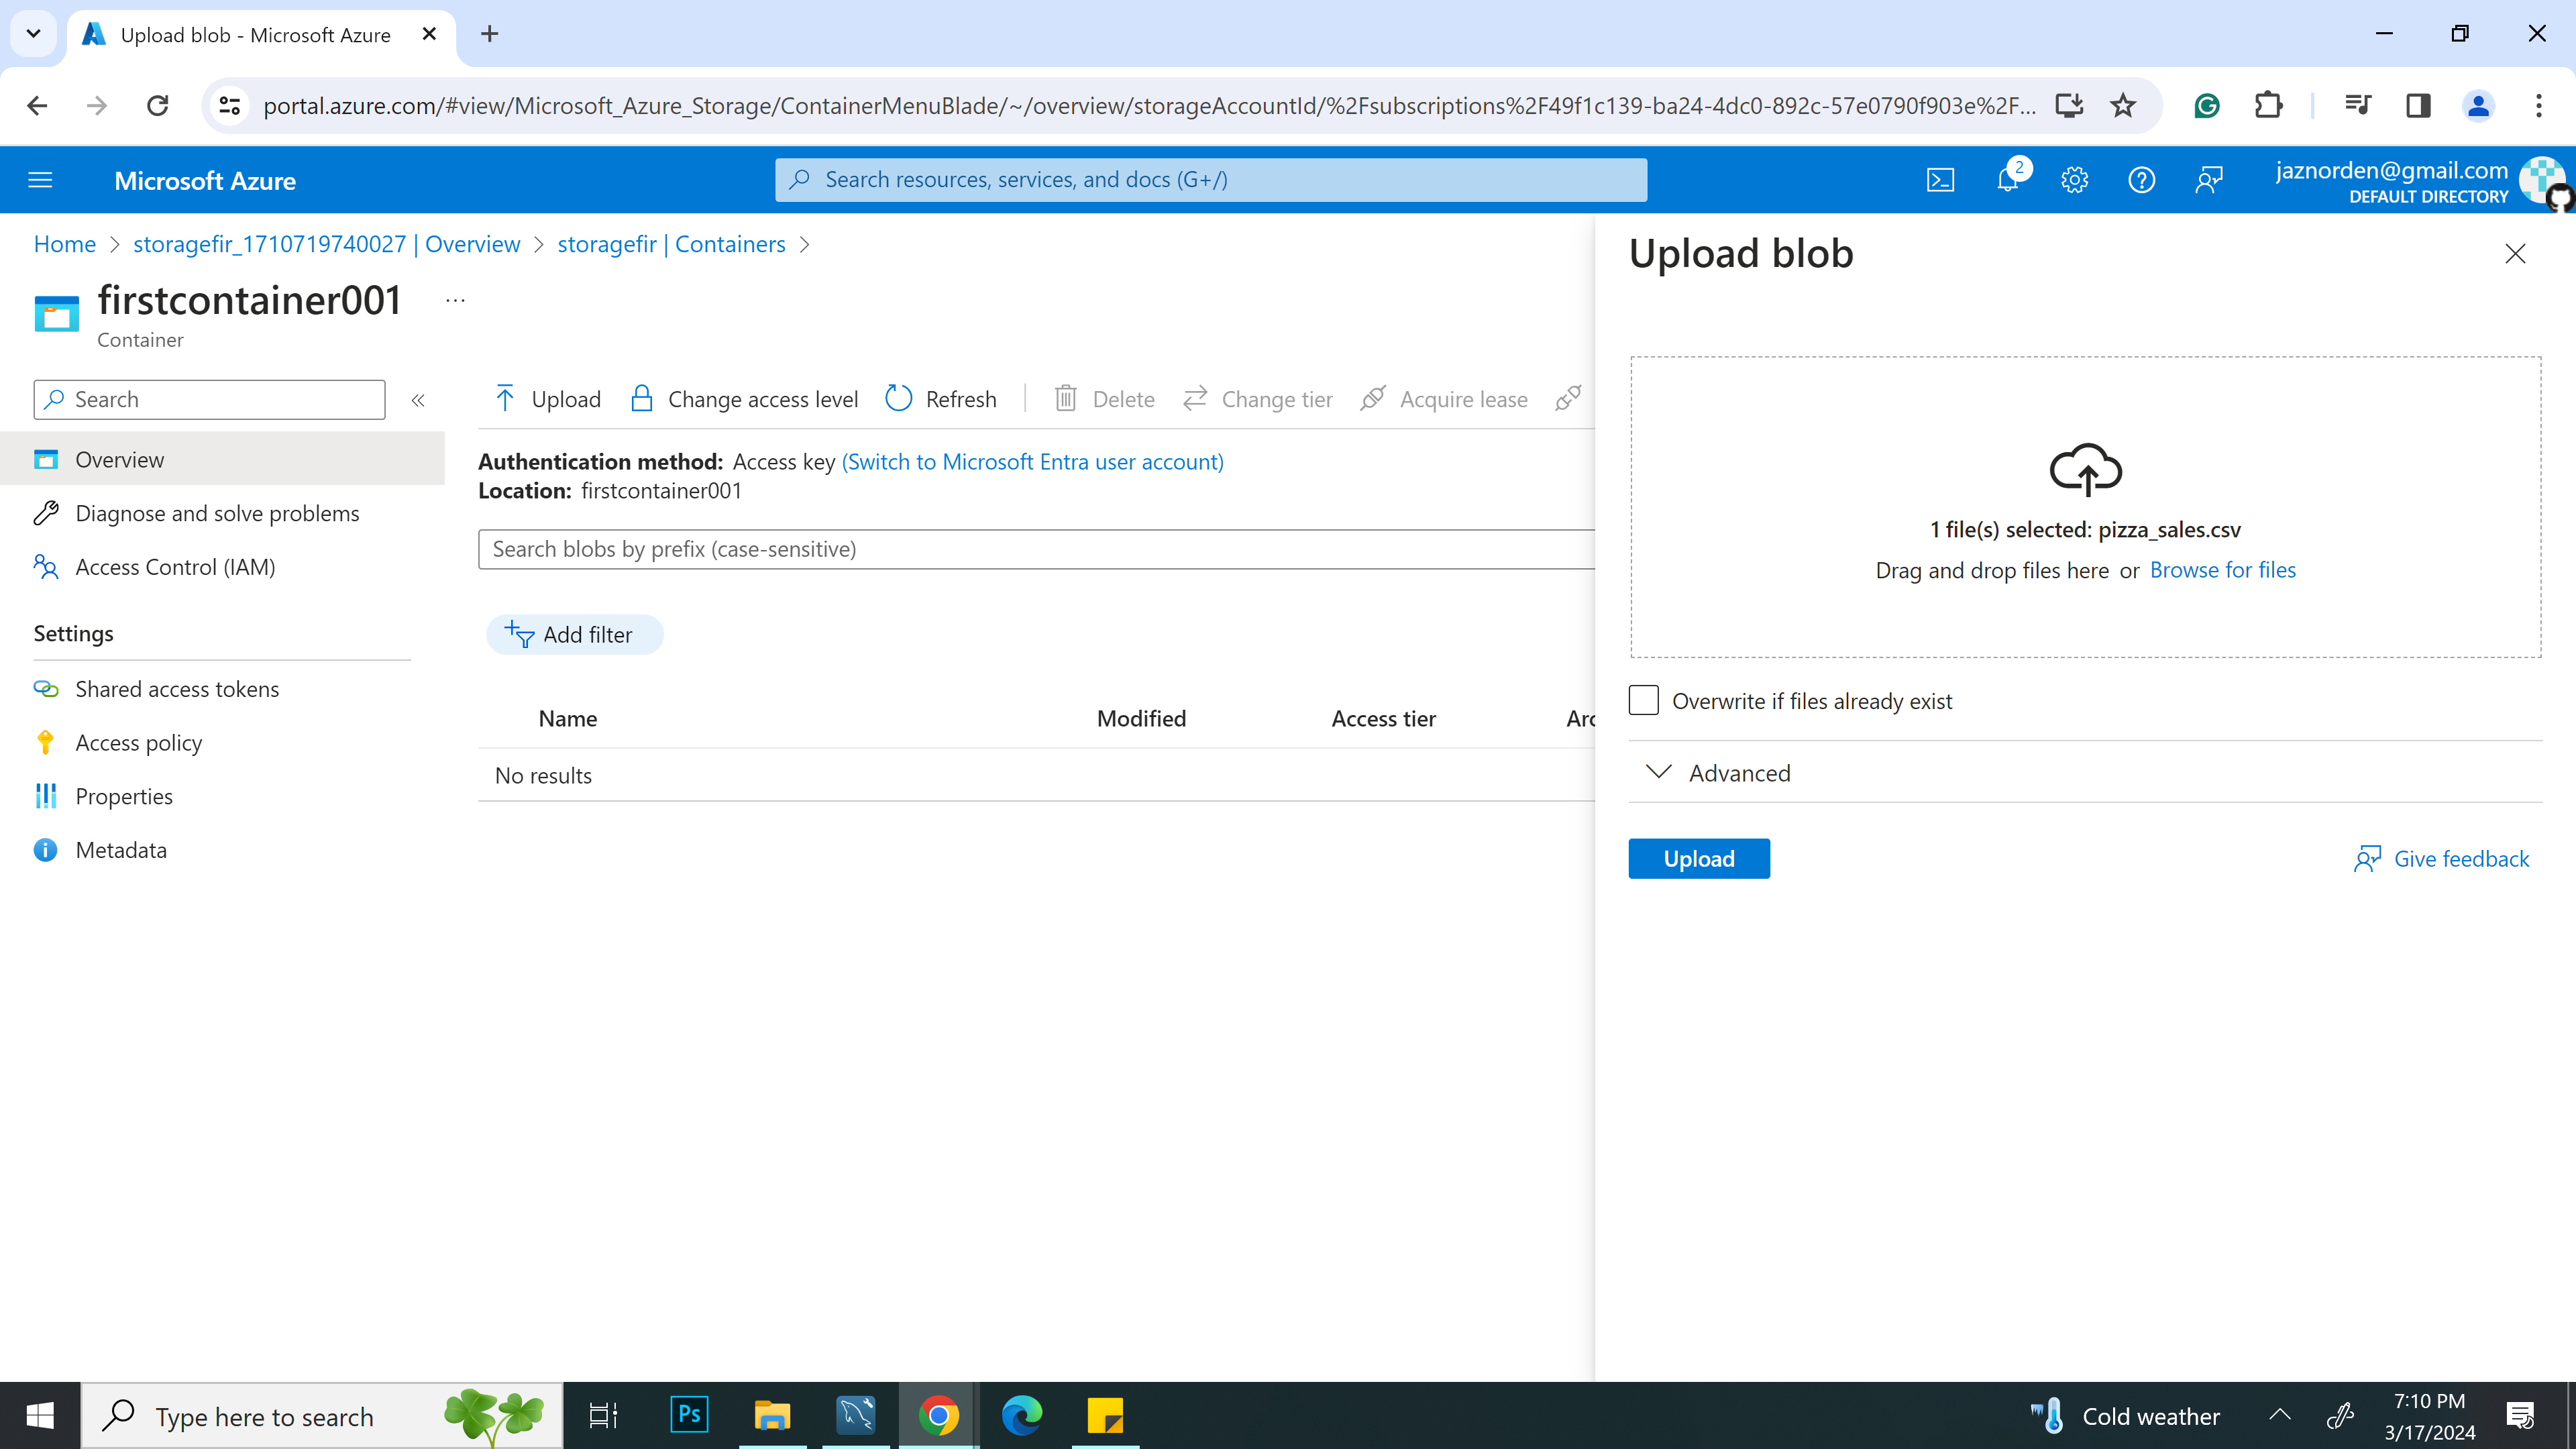 Upload blob - Microsoft Azure
portal.azure.com/#view/Microsoft_Azure_Storage/ContainerMenuBlade/~/overview/storageAccountId/%2Fsubscriptions%2F49f1c139-ba24-4dc0-892c-57e0790f903e%2F...
Microsoft Azure
Search resources, services, and docs (G+/)
2
jaznorden@gmail.com
DEFAULT DIRECTORY
Home > storagefir_1710719740027 | Overview > storagefir | Containers >
firstcontainer001 ...
Container
Search
«
Overview
Diagnose and solve problems
Access Control (IAM)
Settings
Shared access tokens
Access policy
Properties
Metadata
Upload
Change access level
Refresh
Delete
Change tier
Acquire lease
Authentication method: Access key (Switch to Microsoft Entra user account)
Location: firstcontainer001
Search blobs by prefix (case-sensitive)
Add filter
Name Modified Access tier Arc
No results
Upload blob
1 file(s) selected: pizza_sales.csv
Drag and drop files here or Browse for files
Overwrite if files already exist
Advanced
Upload
Give feedback
Type here to search
Ps
Cold weather
7:10 PM
3/17/2024